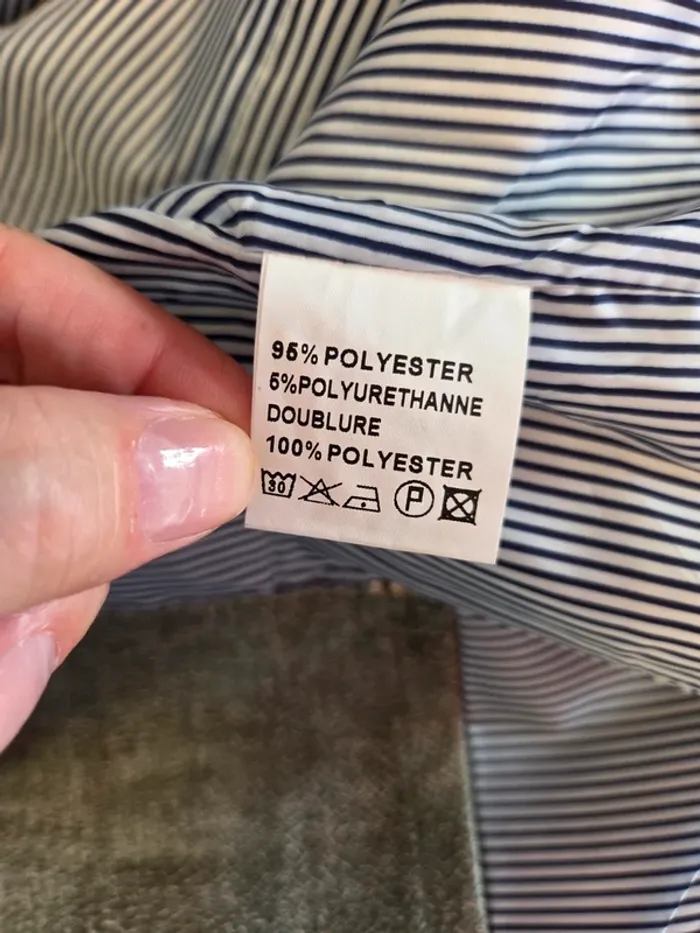 95% POLYESTER
5%POLYURETHANNE
DOUBLURE
100% POLYESTER
30 P